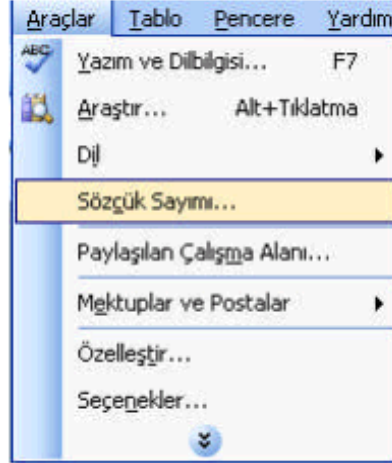 Araçlar Tablo Pencere Yardım
ABC Yazım ve Dilbilgisi... F7
Araştır... Alt+Tıklatma
Dil
Sözcük Sayımı...
Paylaşılan Çalışma Alanı...
Mektuplar ve Postalar
Özelleştir...
Seçenekler...